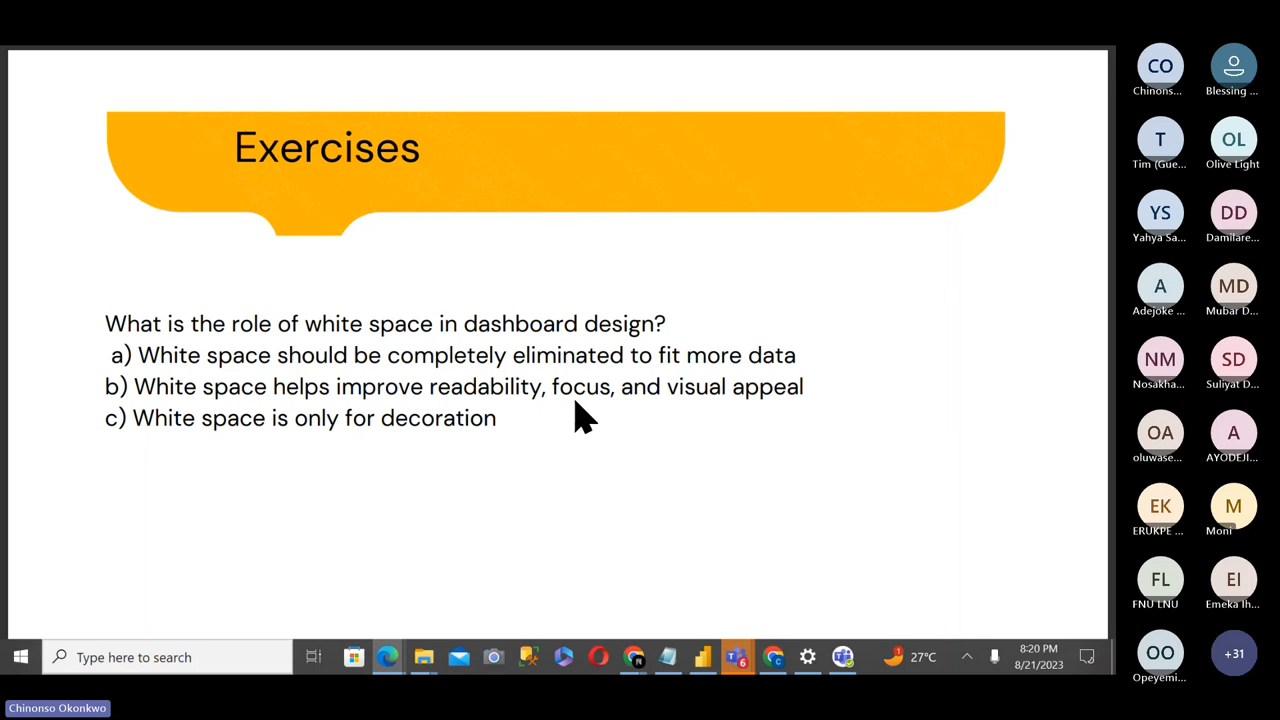 Exercises
What is the role of white space in dashboard design?
a) White space should be completely eliminated to fit more data
b) White space helps improve readability, focus, and visual appeal
c) White space is only for decoration
CO
Chinons...
Blessing ...
T
Tim (Gue...
OL
Olive Light
YS
Yahya Sa...
DD
Damilare...
A
Adejoke ...
MD
Mubar D...
NM
Nosakha...
SD
Suliyat D...
OA
oluwase...
A
AYODEJI...
EK
ERUKPE ...
M
Moni
FL
FNU LNU
EI
Emeka Ih...
OO
Opeyemi...
+31
Type here to search
N
6
C
1
27°C
8:20 PM
8/21/2023
Chinonso Okonkwo